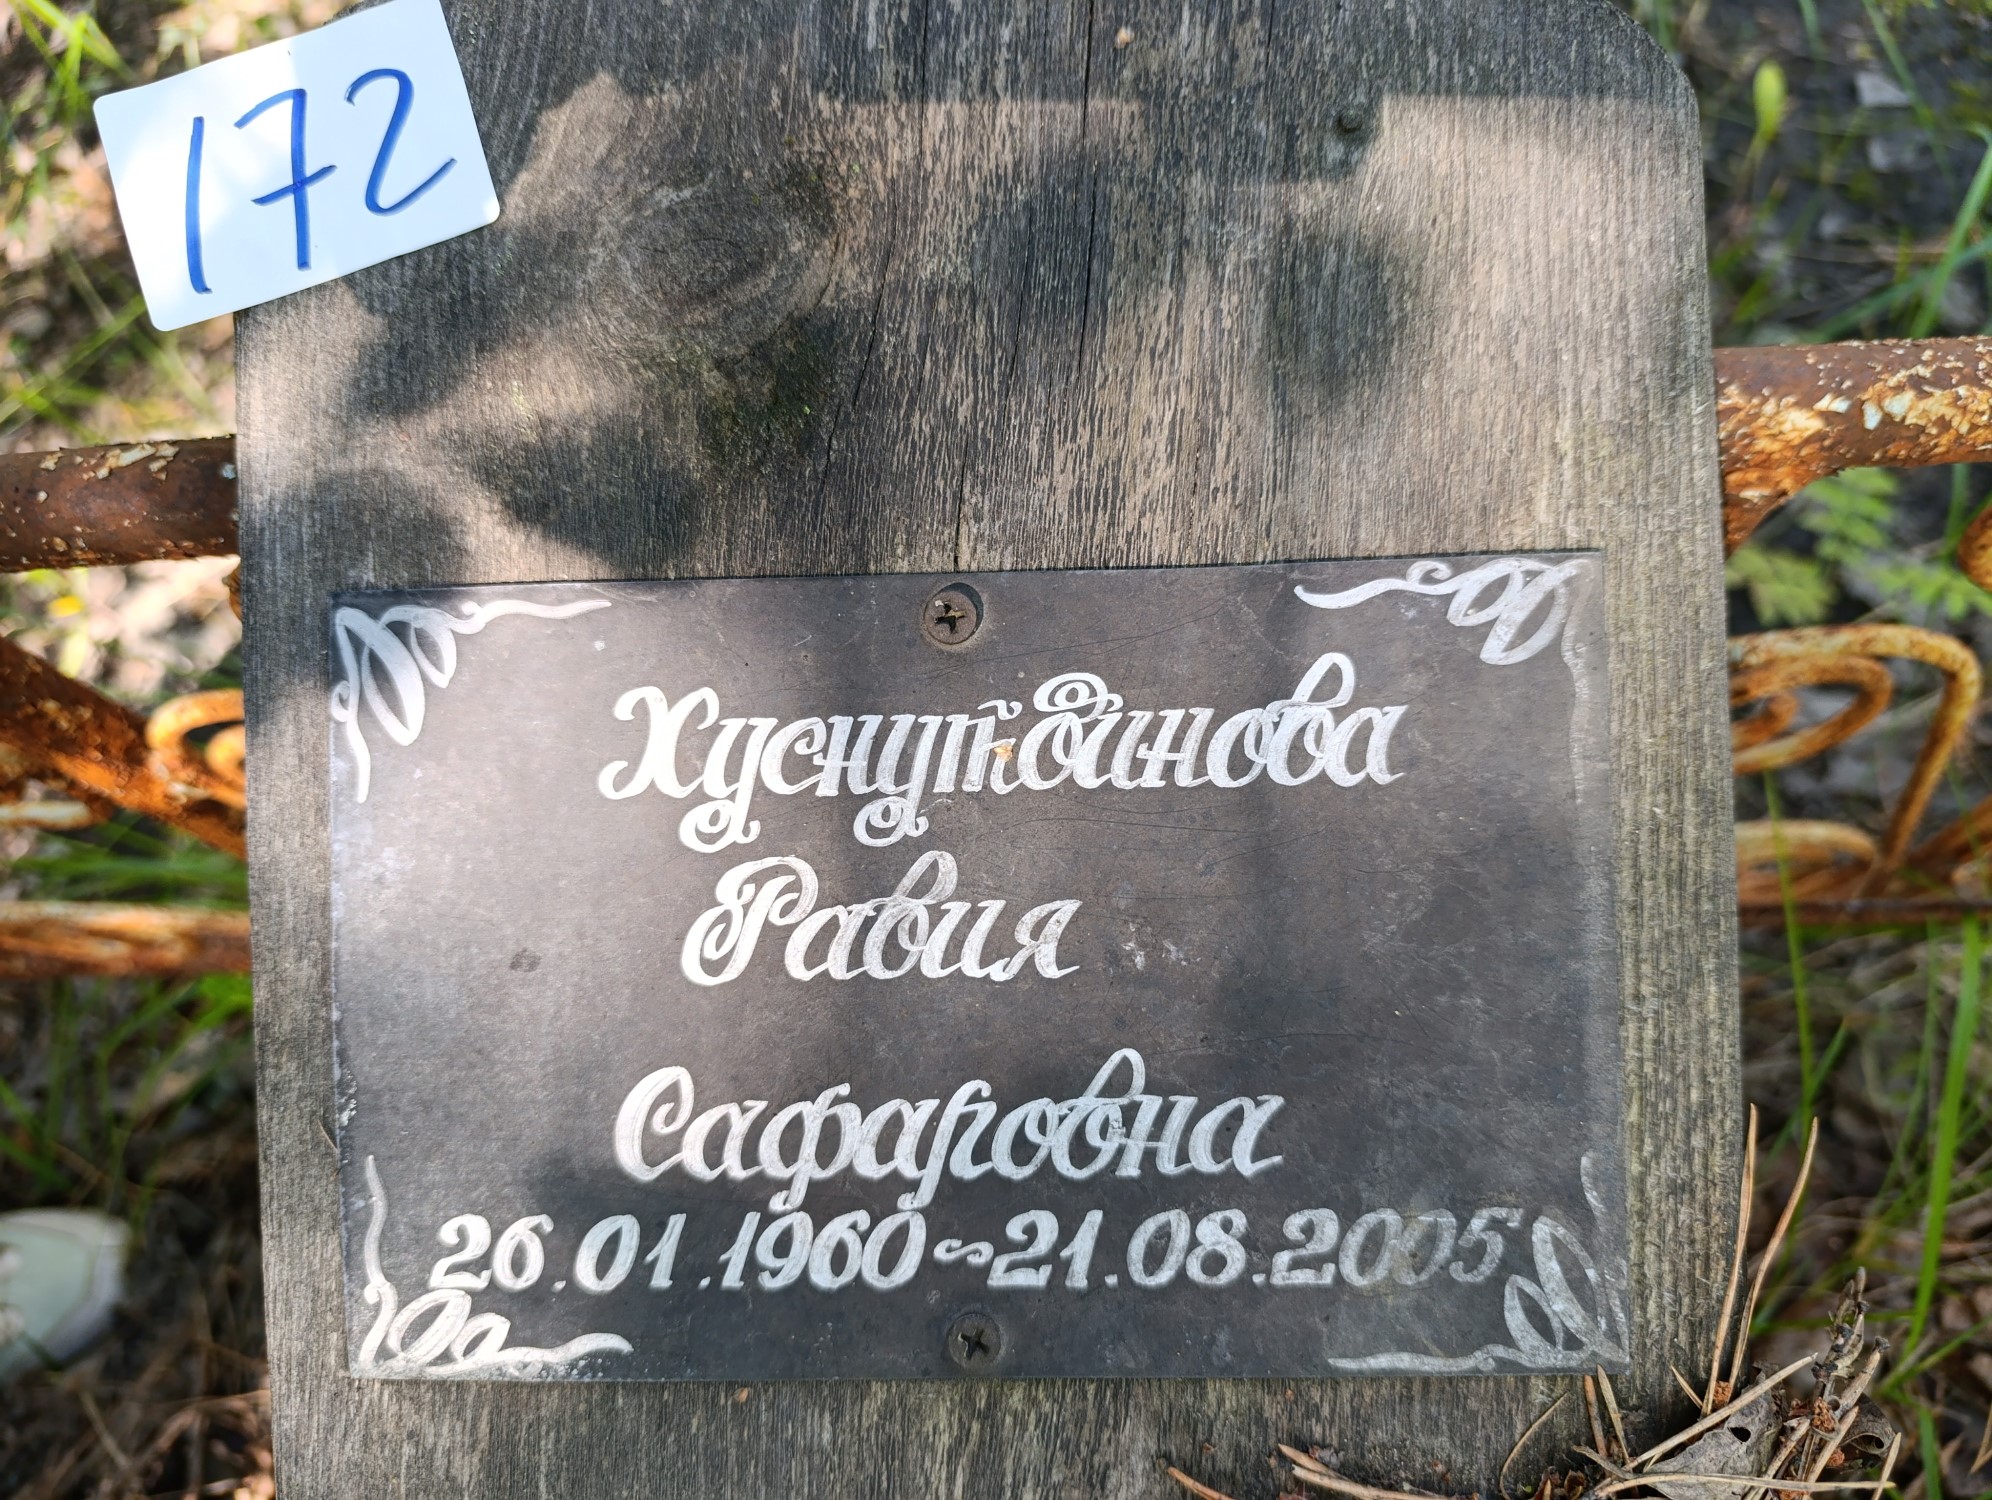 172
Хуснутдинова
Равия
Сафаровна
26.01.1960~21.08.2005